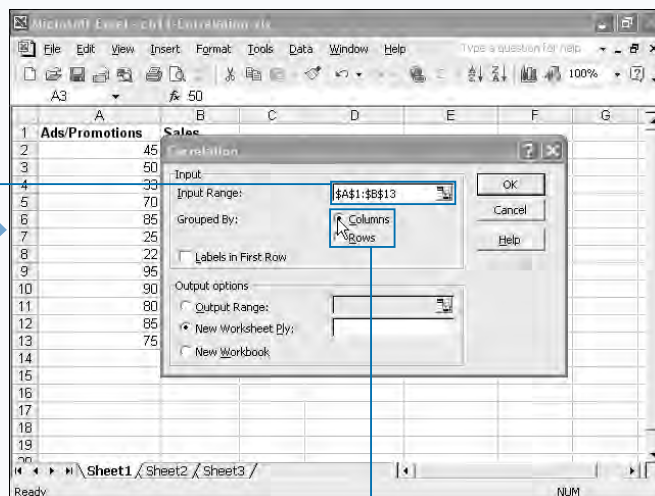 Microsoft Excel - ch11-Correlation.xls
File Edit View Insert Format Tools Data Window Help Type a question for help
100%
A3 fx 50
A B C D E F G
1 Ads/Promotions Sales
2 45
3 50
4 33
5 70
6 85
7 25
8 22
9 95
10 90
11 80
12 85
13 75
14
15
16
17
18
19
20
Correlation
Input
Input Range: $A$1:$B$13
Grouped By: Columns
Rows
Labels in First Row
Output options
Output Range:
New Worksheet Ply:
New Workbook
OK
Cancel
Help
Sheet1 / Sheet2 / Sheet3 /
Ready NUM